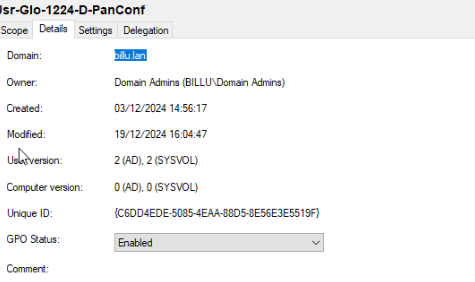 Usr-Glo-1224-D-PanConf
Scope Details Settings Delegation
Domain: billu.lan
Owner: Domain Admins (BILLU\Domain Admins)
Created: 03/12/2024 14:56:17
Modified: 19/12/2024 16:04:47
User version: 2 (AD), 2 (SYSVOL)
Computer version: 0 (AD), 0 (SYSVOL)
Unique ID: {C6DD4EDE-5085-4EAA-88D5-8E56E3E5519F}
GPO Status: Enabled
Comment: